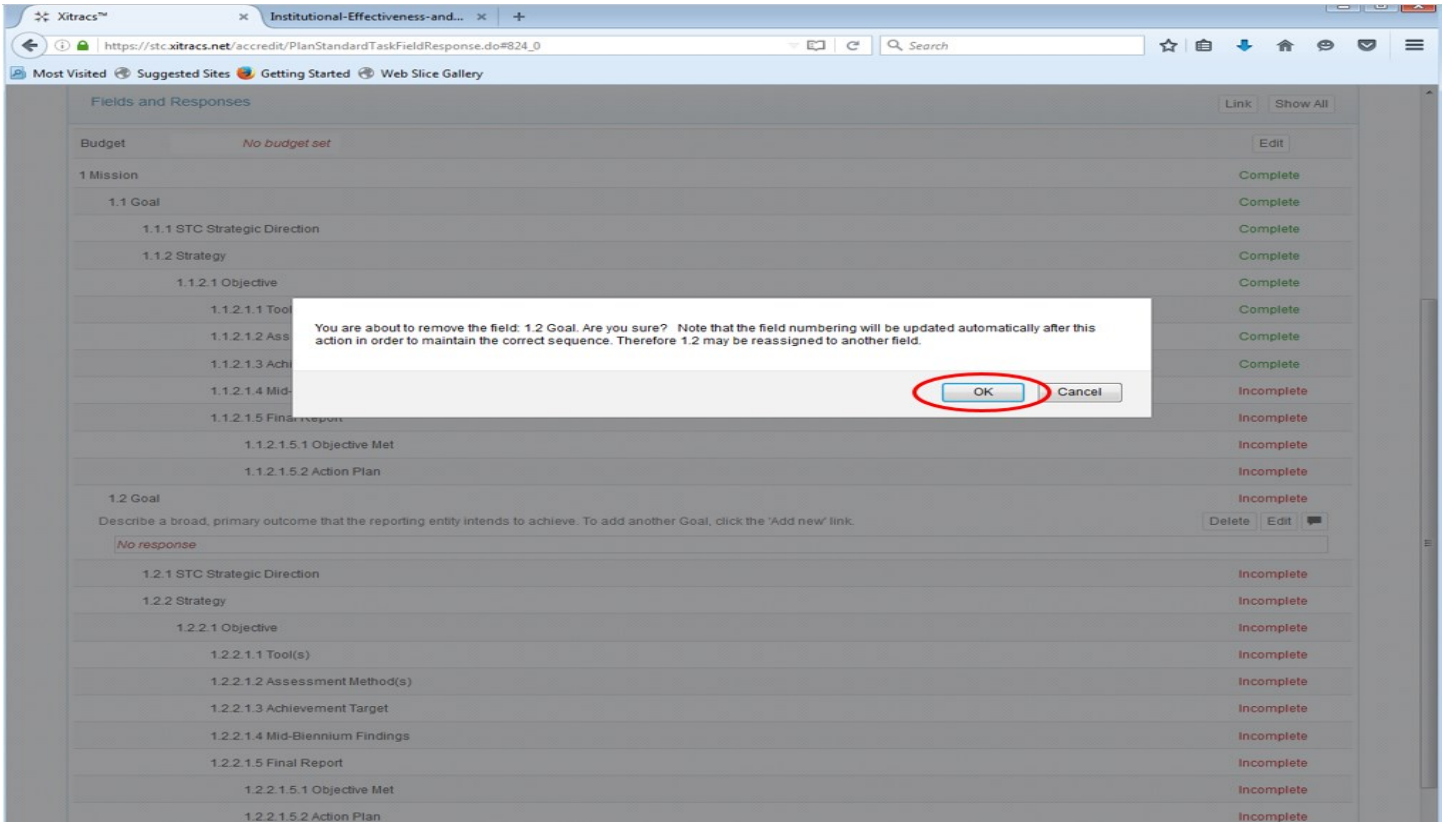 Xitracs™ × Institutional-Effectiveness-and... × +
https://stc.xitracs.net/accredit/PlanStandardTaskFieldResponse.do#824_0 Search
Most Visited Suggested Sites Getting Started Web Slice Gallery
Fields and Responses Link Show All
Budget No budget set Edit
1 Mission Complete
1.1 Goal Complete
1.1.1 STC Strategic Direction Complete
1.1.2 Strategy Complete
1.1.2.1 Objective Complete
1.1.2.1.1 Tool Complete
You are about to remove the field: 1.2 Goal. Are you sure? Note that the field numbering will be updated automatically after this
1.1.2.1.2 Ass Complete
action in order to maintain the correct sequence. Therefore 1.2 may be reassigned to another field.
1.1.2.1.3 Achi Complete
1.1.2.1.4 Mid- OK Cancel Incomplete
1.1.2.1.5 Final Report Incomplete
1.1.2.1.5.1 Objective Met Incomplete
1.1.2.1.5.2 Action Plan Incomplete
1.2 Goal Incomplete
Describe a broad, primary outcome that the reporting entity intends to achieve. To add another Goal, click the 'Add new' link. Delete Edit
No response
1.2.1 STC Strategic Direction Incomplete
1.2.2 Strategy Incomplete
1.2.2.1 Objective Incomplete
1.2.2.1.1 Tool(s) Incomplete
1.2.2.1.2 Assessment Method(s) Incomplete
1.2.2.1.3 Achievement Target Incomplete
1.2.2.1.4 Mid-Biennium Findings Incomplete
1.2.2.1.5 Final Report Incomplete
1.2.2.1.5.1 Objective Met Incomplete
1.2.2.1.5.2 Action Plan Incomplete